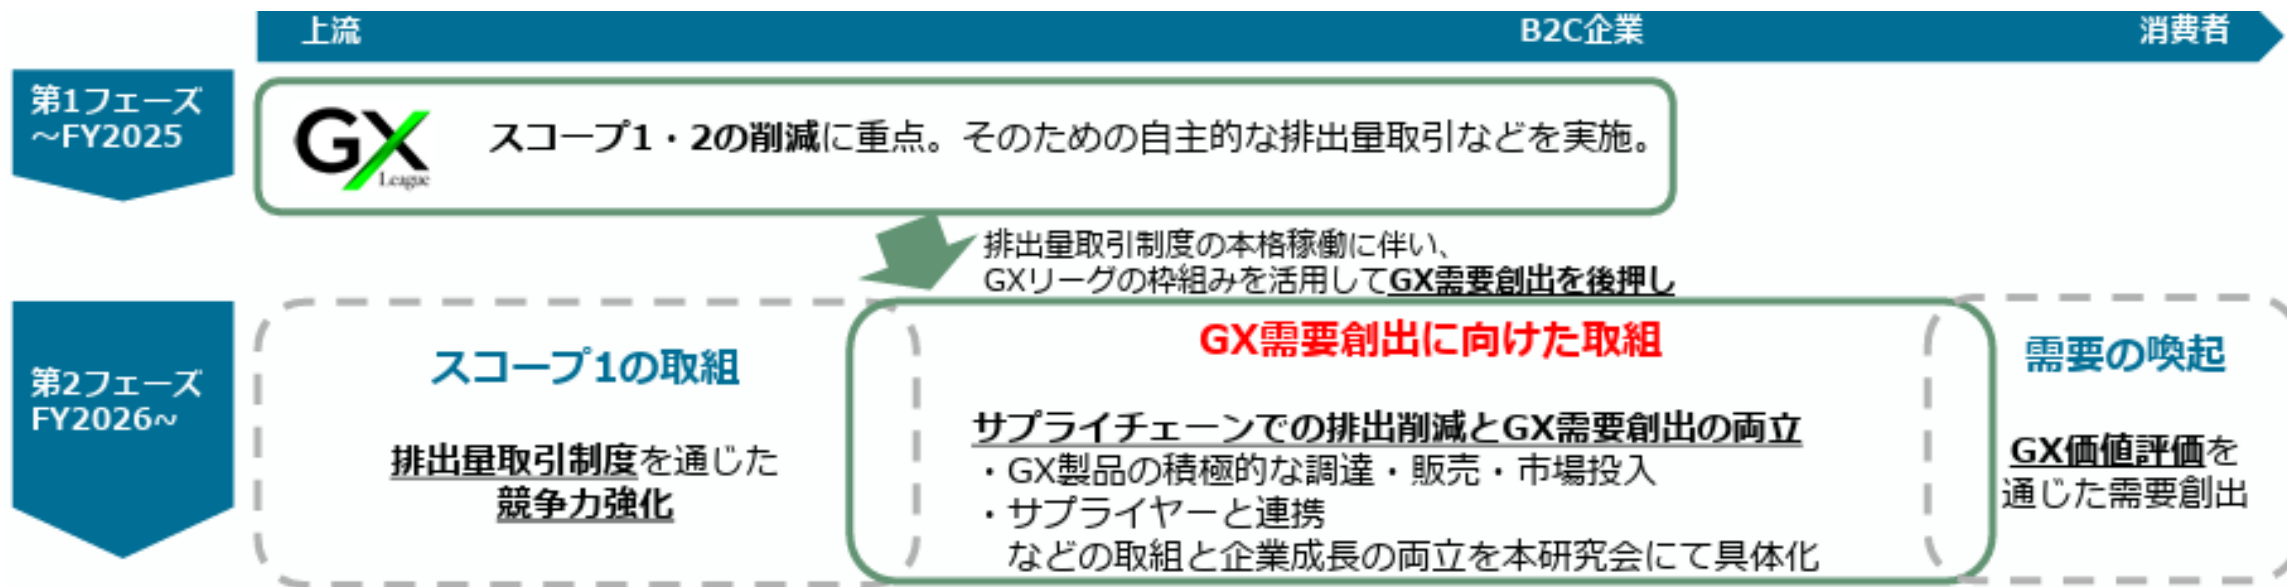 上流 B2C企業 消費者
第1フェーズ
～FY2025
GX
League
スコープ1・2の削減に重点。そのための自主的な排出量取引などを実施。
排出量取引制度の本格稼働に伴い、
GXリーグの枠組みを活用してGX需要創出を後押し
第2フェーズ
FY2026~
スコープ1の取組
排出量取引制度を通じた
競争力強化
GX需要創出に向けた取組
サプライチェーンでの排出削減とGX需要創出の両立
・GX製品の積極的な調達・販売・市場投入
・サプライヤーと連携
などの取組と企業成長の両立を本研究会にて具体化
需要の喚起
GX価値評価を
通じた需要創出